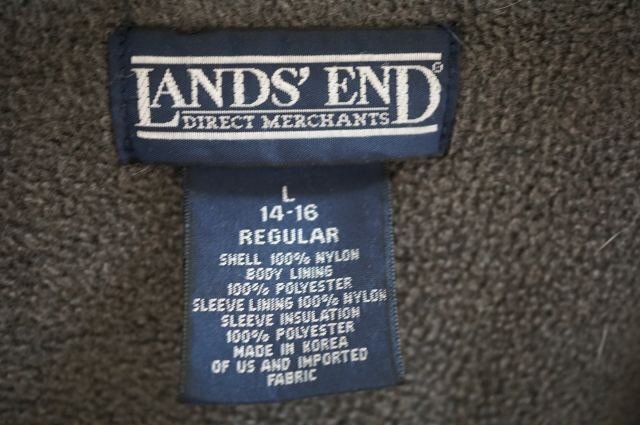 LANDS' END®
DIRECT MERCHANTS
L
14-16
REGULAR
SHELL 100% NYLON
BODY LINING
100% POLYESTER
SLEEVE LINING 100% NYLON
SLEEVE INSULATION
100% POLYESTER
MADE IN KOREA
OF US AND IMPORTED
FABRIC